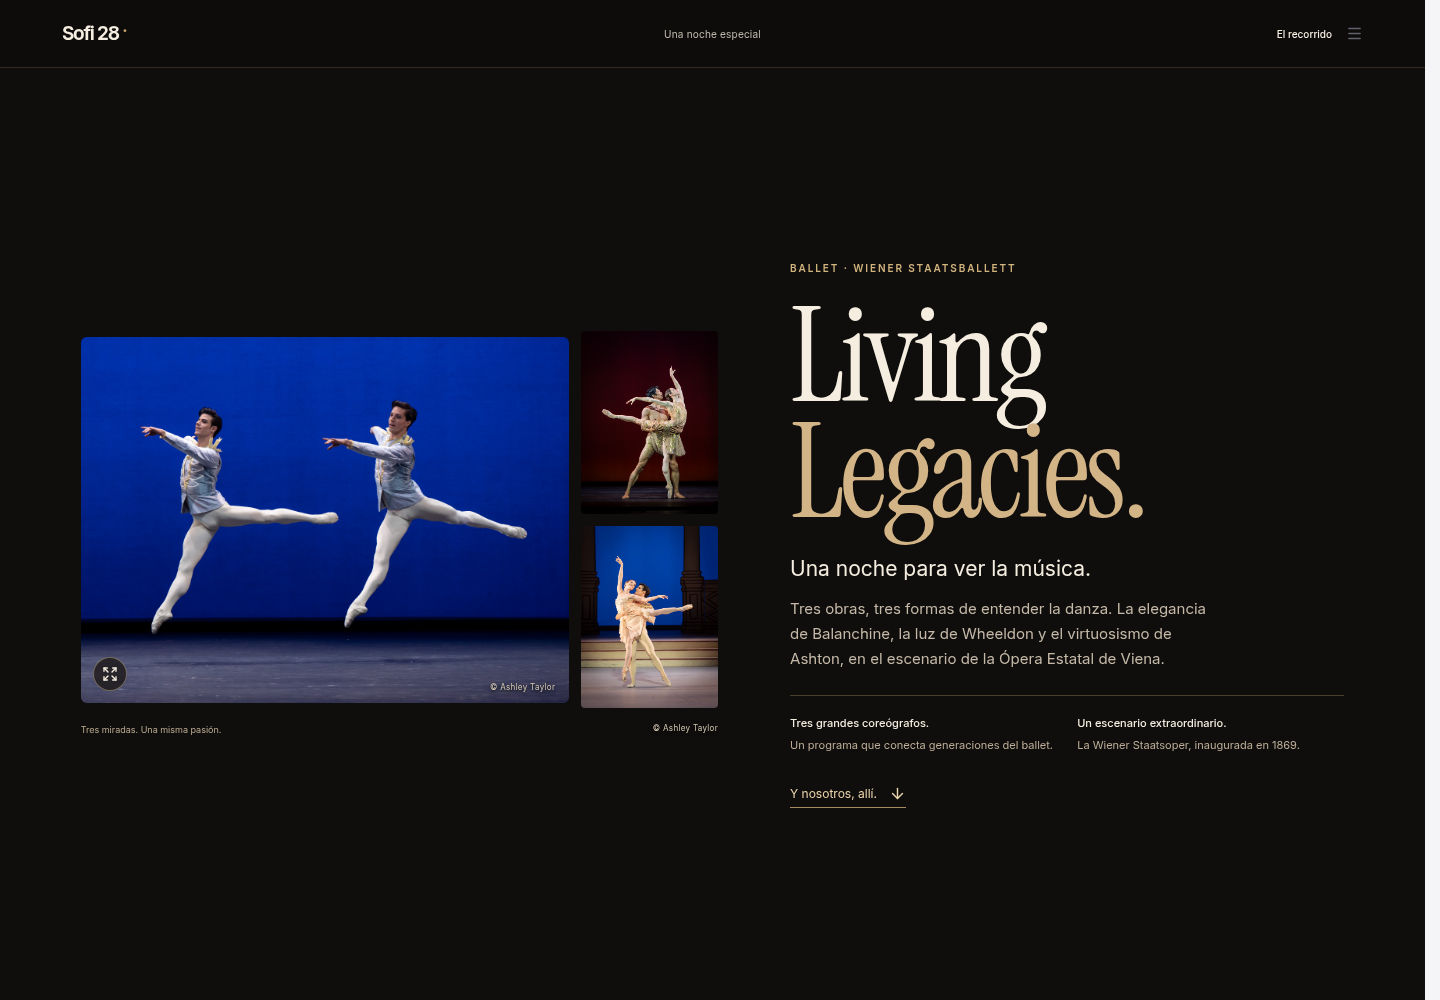 Sofi 28
Una noche especial
El recorrido
© Ashley Taylor
Tres miradas. Una misma pasión.
© Ashley Taylor
BALLET · WIENER STAATSBALLETT
Living
Legacies.
Una noche para ver la música.
Tres obras, tres formas de entender la danza. La elegancia
de Balanchine, la luz de Wheeldon y el virtuosismo de
Ashton, en el escenario de la Ópera Estatal de Viena.
Tres grandes coreógrafos.
Un programa que conecta generaciones del ballet.
Un escenario extraordinario.
La Wiener Staatsoper, inaugurada en 1869.
Y nosotros, allí.